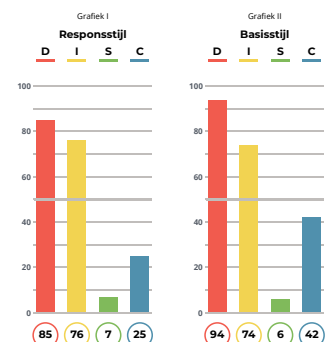 Grafiek I
Responsstijl
D I S C
100
80
60
40
20
0
85 76 7 25
Grafiek II
Basisstijl
D I S C
100
80
60
40
20
0
94 74 6 42